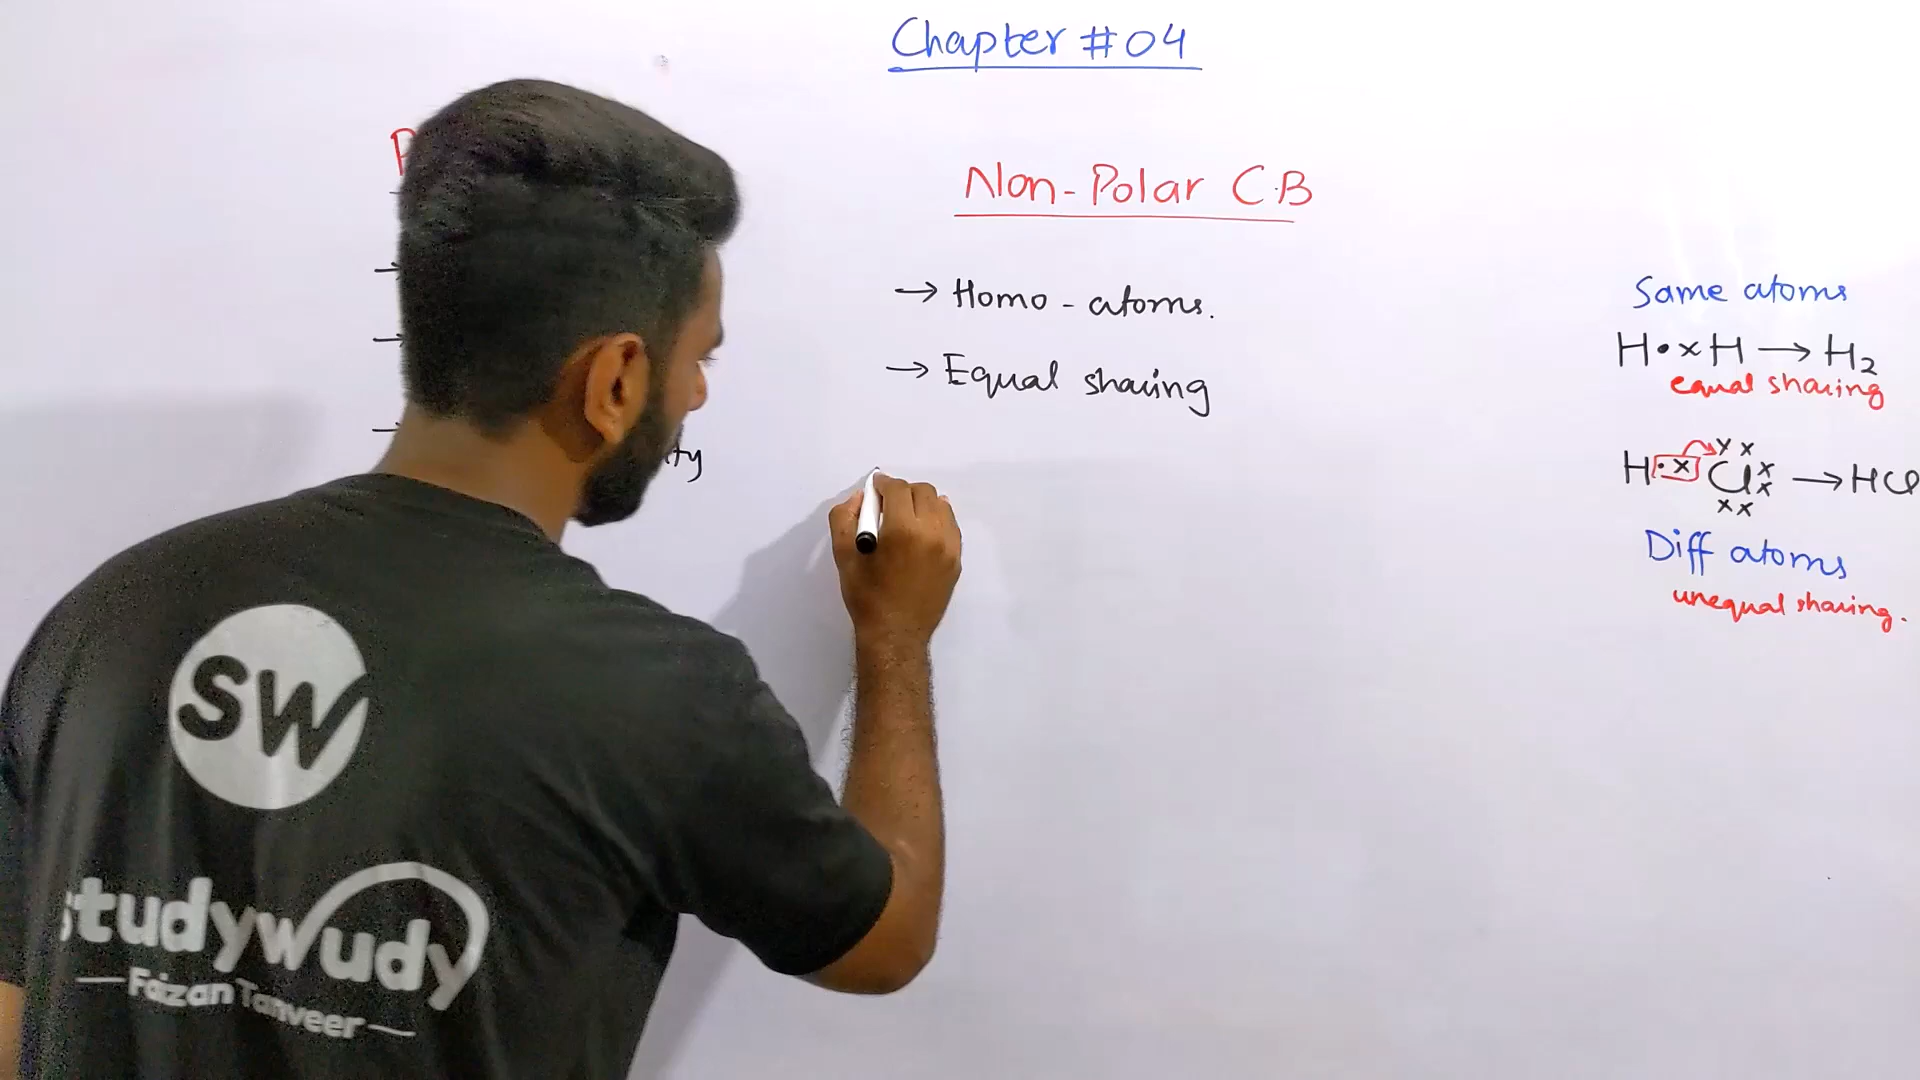 Chapter #04
Non-Polar C.B
→ Homo-atoms.
→ Equal sharing
Same atoms
H•×H → H₂
equal sharing
H•× Cl → HCl
Diff atoms
unequal sharing.
SW
studywudy
— Faizan Tanveer —